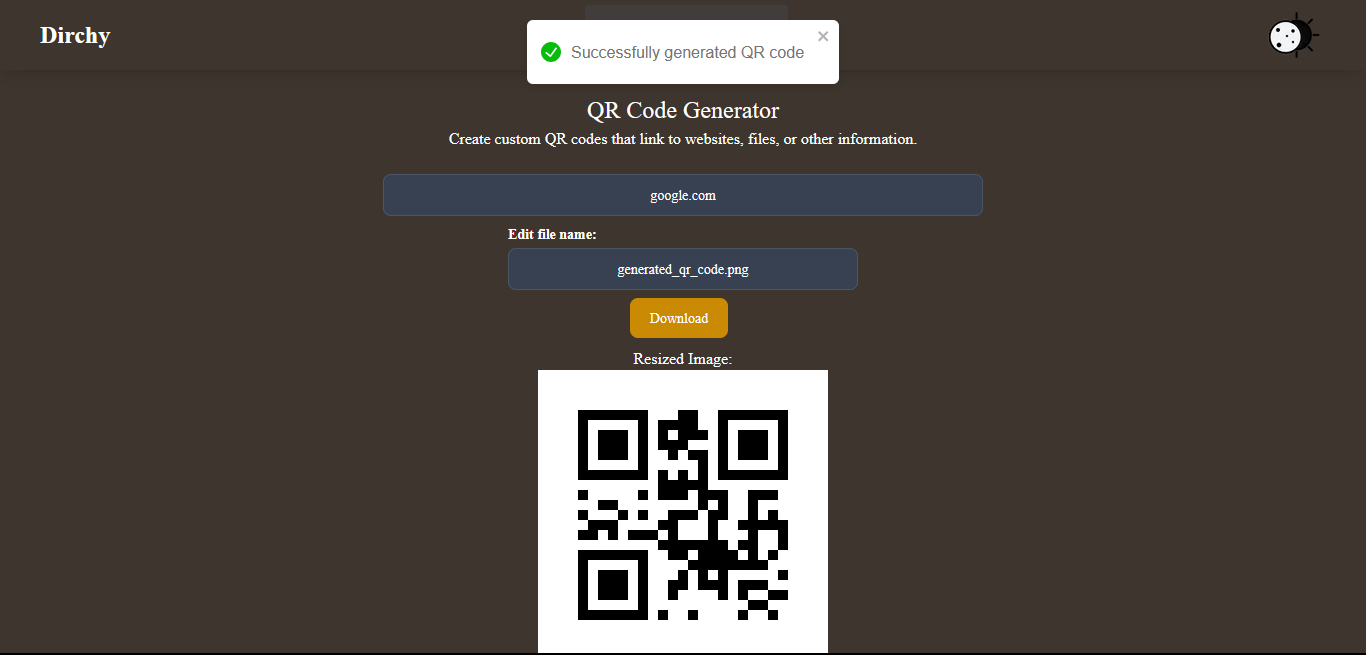 Dirchy
Successfully generated QR code
QR Code Generator
Create custom QR codes that link to websites, files, or other information.
google.com
Edit file name:
generated_qr_code.png
Download
Resized Image: